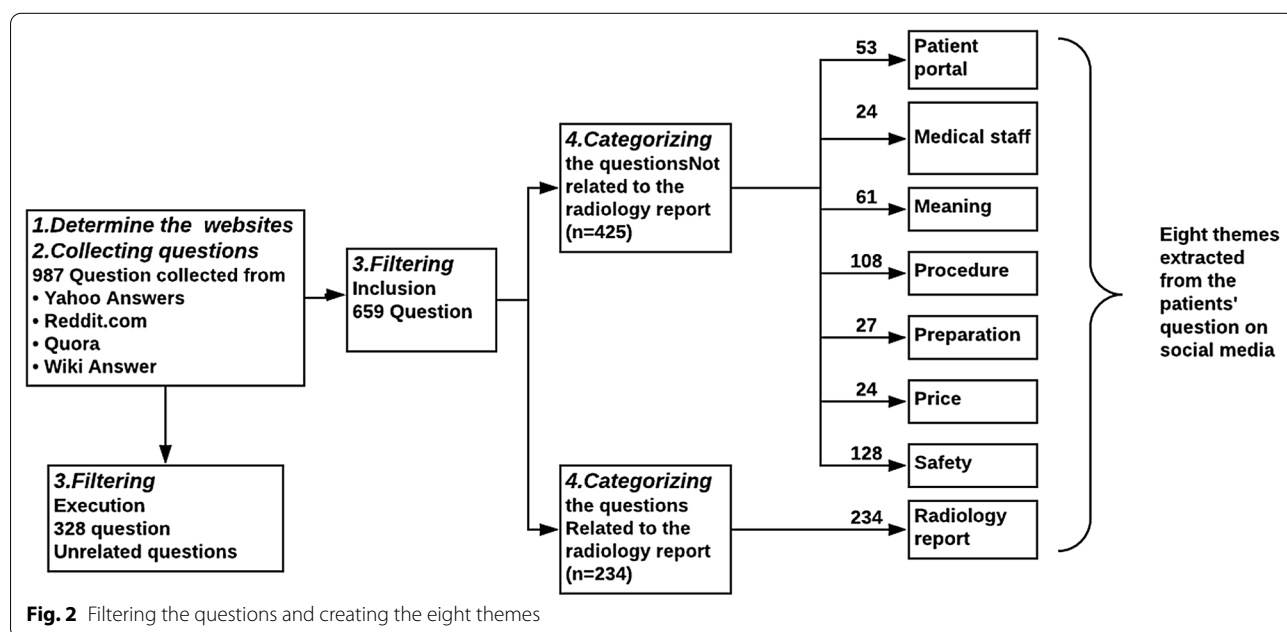 1.Determine the websites
2.Collecting questions
987 Question collected from
• Yahoo Answers
• Reddit.com
• Quora
• Wiki Answer
3.Filtering
Execution
328 question
Unrelated questions
3.Filtering
Inclusion
659 Question
4.Categorizing
the questionsNot
related to the
radiology report
(n=425)
4.Categorizing
the questions
Related to the
radiology report
(n=234)
53
Patient
portal
24
Medical staff
61
Meaning
108
Procedure
27
Preparation
24
Price
128
Safety
234
Radiology
report
Eight themes
extracted
from the
patients'
question on
social media
Fig. 2 Filtering the questions and creating the eight themes